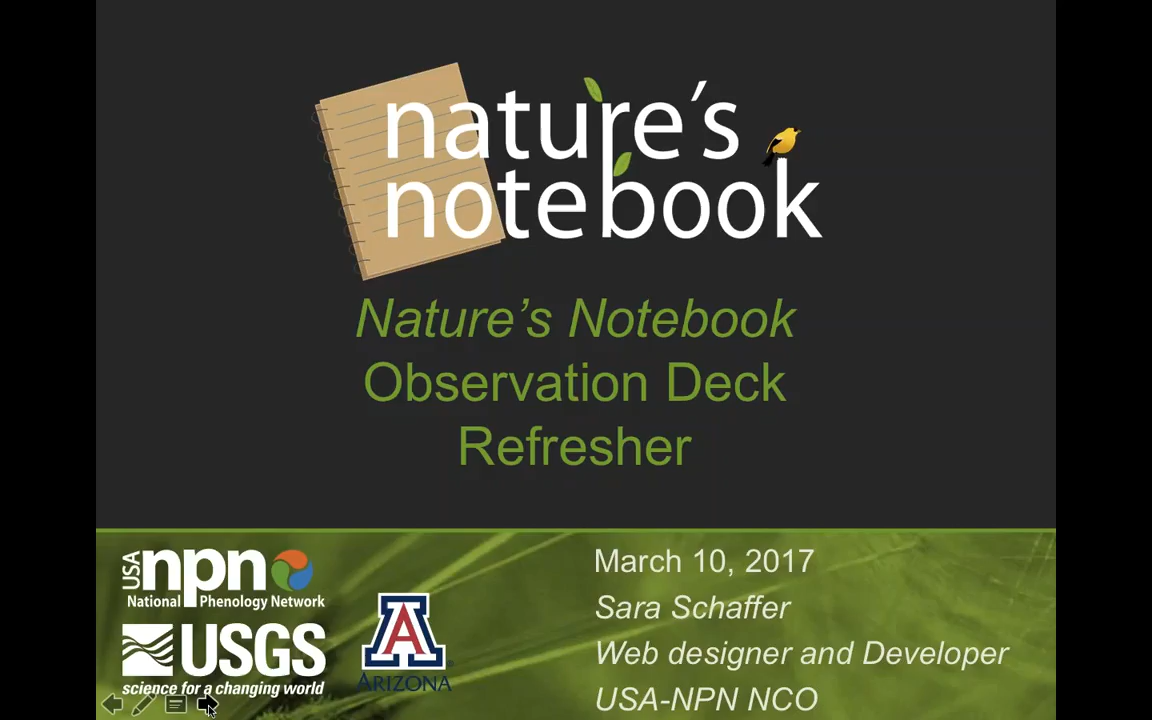 nature's
notebook
Nature's Notebook
Observation Deck
Refresher
USA npn
National Phenology Network
USGS
science for a changing world
A
ARIZONA
March 10, 2017
Sara Schaffer
Web designer and Developer
USA-NPN NCO